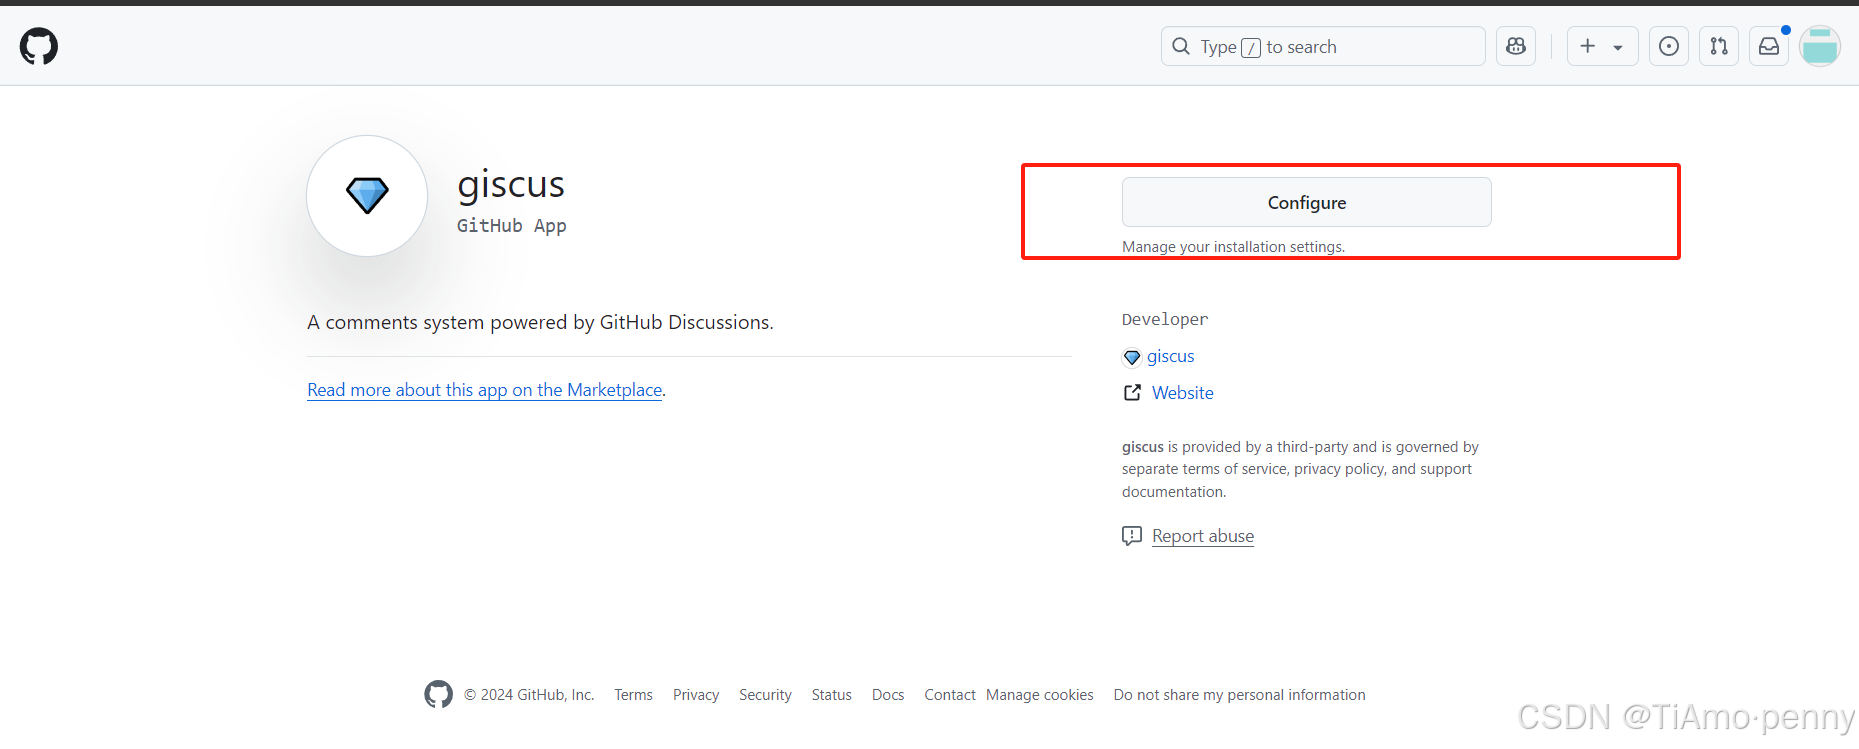 Type / to search
giscus
GitHub App
Configure
Manage your installation settings.
A comments system powered by GitHub Discussions.
Read more about this app on the Marketplace.
Developer
giscus
Website
giscus is provided by a third-party and is governed by
separate terms of service, privacy policy, and support
documentation.
Report abuse
© 2024 GitHub, Inc. Terms Privacy Security Status Docs Contact Manage cookies Do not share my personal information
CSDN @TiAmo·penny